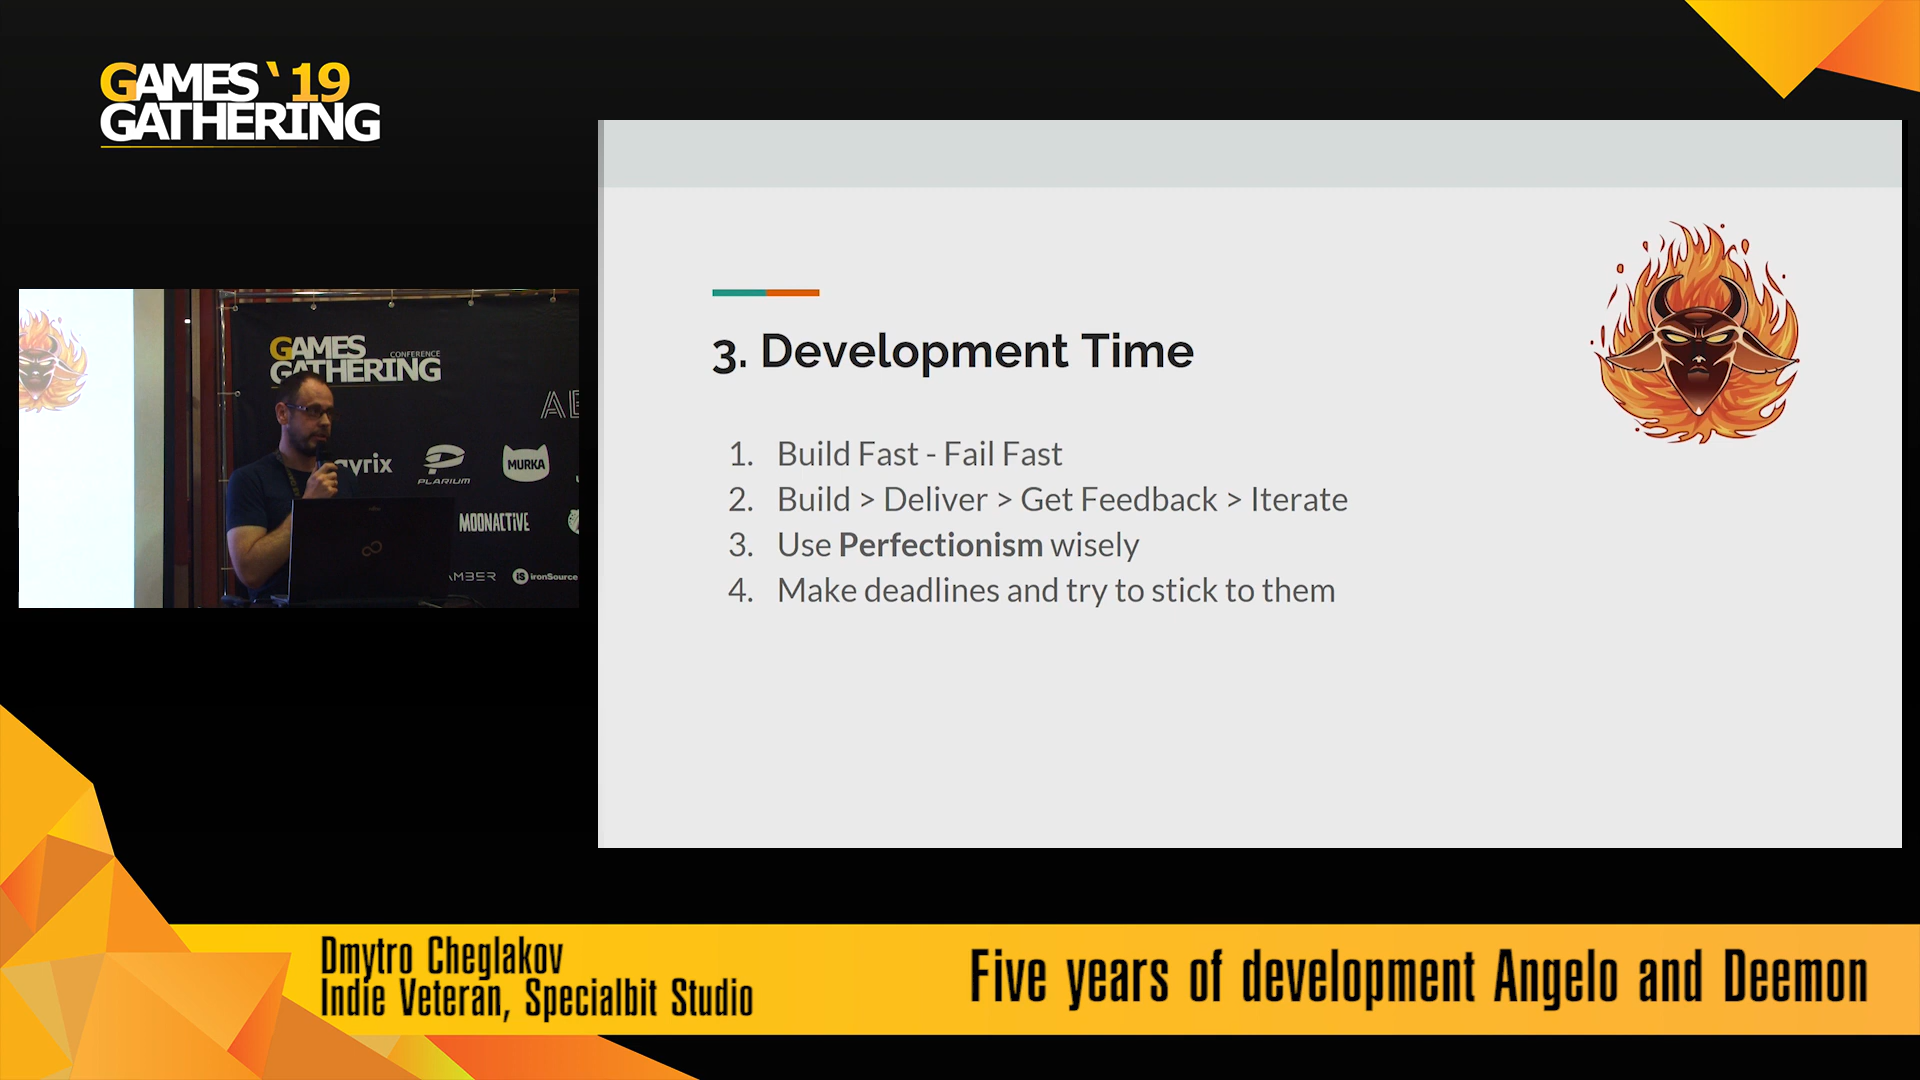 GAMES `19
GATHERING
GAMES
CONFERENCE
GATHERING
PLARIUM
MURKA
MOONACTIVE
iS ironSource
3. Development Time
1. Build Fast - Fail Fast
2. Build > Deliver > Get Feedback > Iterate
3. Use Perfectionism wisely
4. Make deadlines and try to stick to them
Dmytro Cheglakov
Indie Veteran, Specialbit Studio
Five years of development Angelo and Deemon